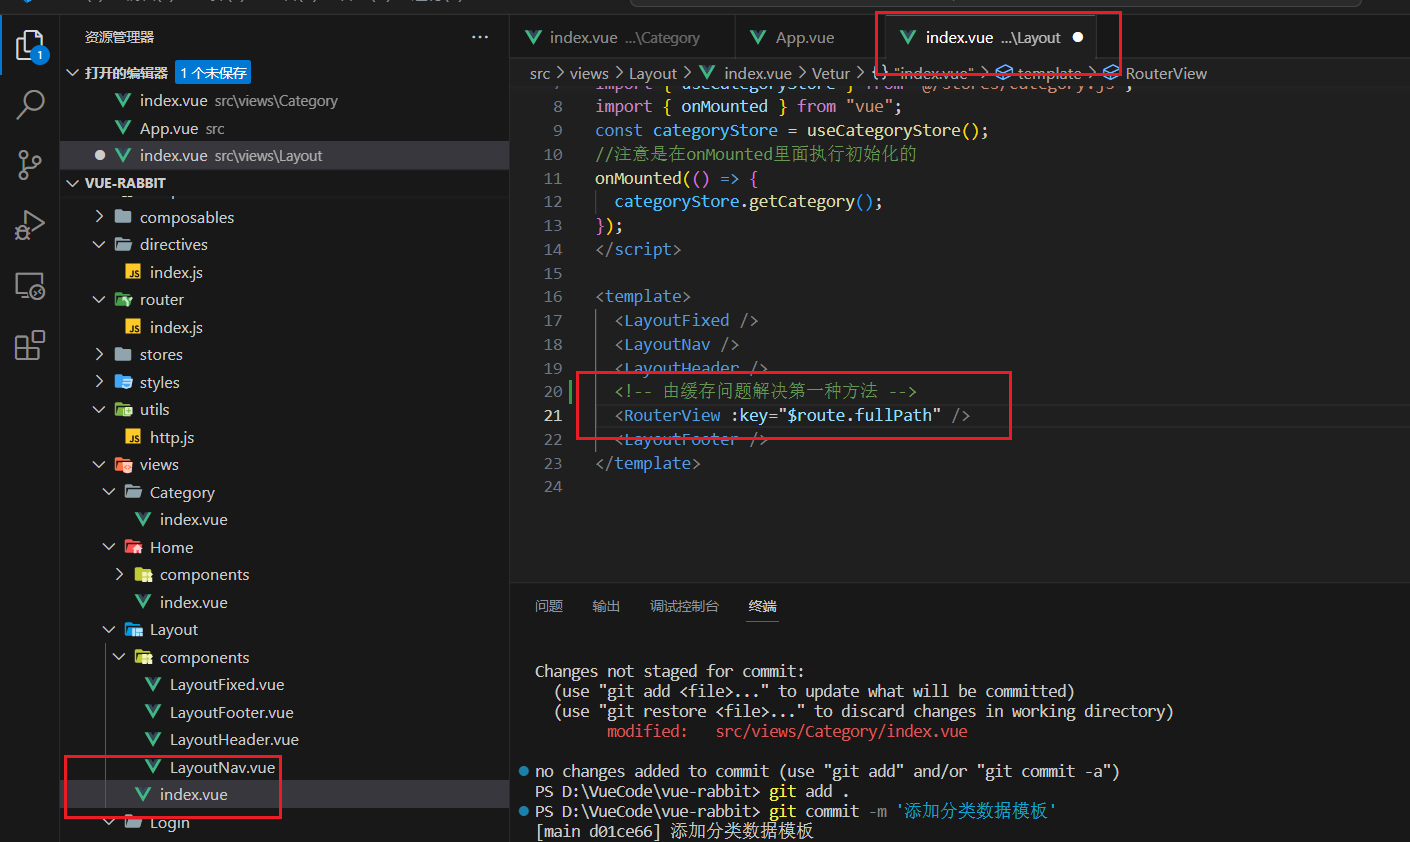 资源管理器
打开的编辑器 1 个未保存
index.vue src\views\Category
App.vue src
index.vue src\views\Layout
VUE-RABBIT
composables
directives
index.js
router
index.js
stores
styles
utils
http.js
views
Category
index.vue
Home
components
index.vue
Layout
components
LayoutFixed.vue
LayoutFooter.vue
LayoutHeader.vue
LayoutNav.vue
index.vue
Login
index.vue ...\Category App.vue index.vue ...\Layout
src > views > Layout > index.vue > Vetur > {} "index.vue" > template > RouterView
import { useCategoryStore } from "@/stores/category.js";
8 import { onMounted } from "vue";
9 const categoryStore = useCategoryStore();
10 //注意是在onMounted里面执行初始化的
11 onMounted(() => {
12 categoryStore.getCategory();
13 });
14 </script>
15
16 <template>
17 <LayoutFixed />
18 <LayoutNav />
19 <LayoutHeader />
20 <!-- 由缓存问题解决第一种方法 -->
21 <RouterView :key="$route.fullPath" />
22 <LayoutFooter />
23 </template>
24
问题 输出 调试控制台 终端
Changes not staged for commit:
(use "git add <file>..." to update what will be committed)
(use "git restore <file>..." to discard changes in working directory)
modified: src/views/Category/index.vue
no changes added to commit (use "git add" and/or "git commit -a")
PS D:\VueCode\vue-rabbit> git add .
PS D:\VueCode\vue-rabbit> git commit -m '添加分类数据模板'
[main d01ce66] 添加分类数据模板